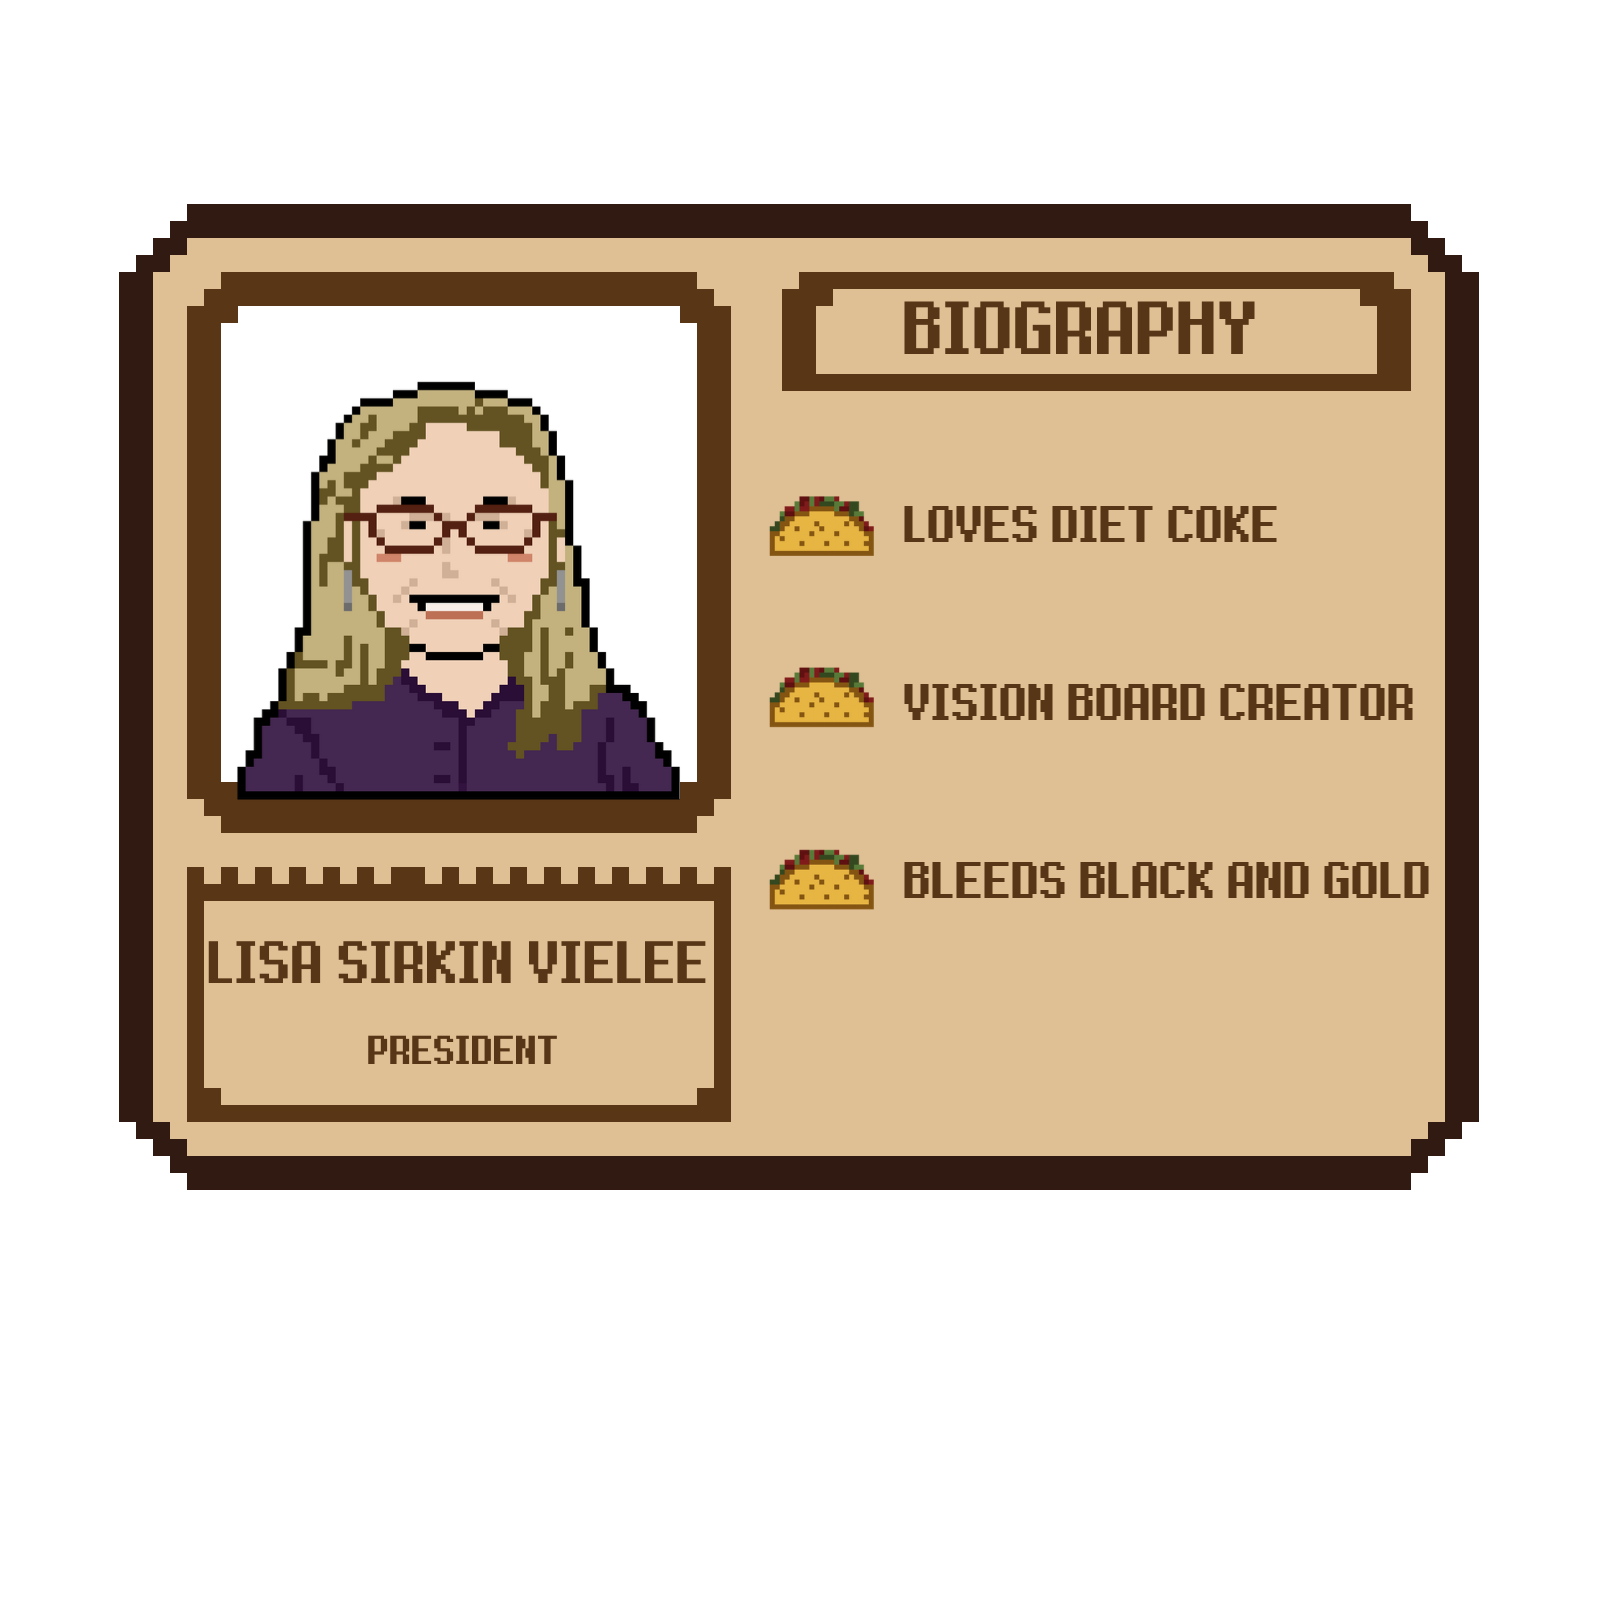 BIOGRAPHY
LOVES DIET COKE
VISION BOARD CREATOR
BLEEDS BLACK AND GOLD
LISA SIRKIN VIELEE
PRESIDENT